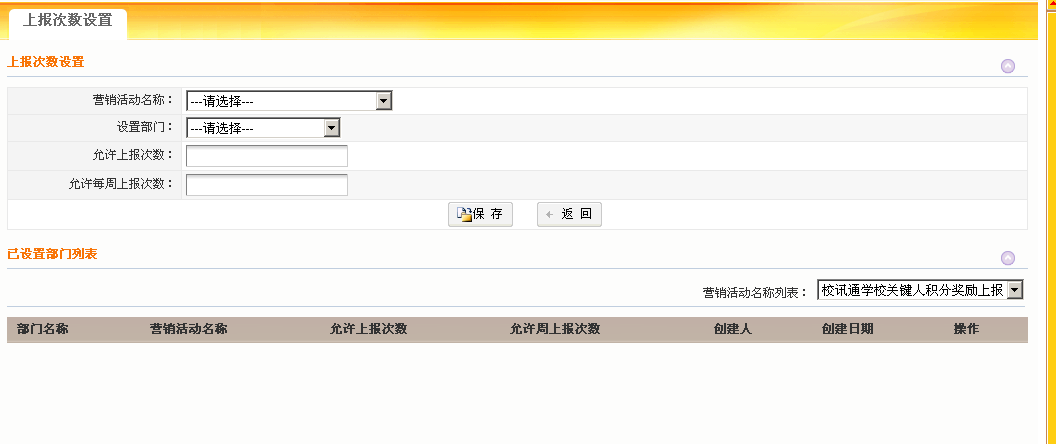 上报次数设置
上报次数设置
营销活动名称：
---请选择---
设置部门：
---请选择---
允许上报次数：
允许每周上报次数：
保 存 返 回
已设置部门列表
营销活动名称列表： 校讯通学校关键人积分奖励上报
部门名称 营销活动名称 允许上报次数 允许周上报次数 创建人 创建日期 操作